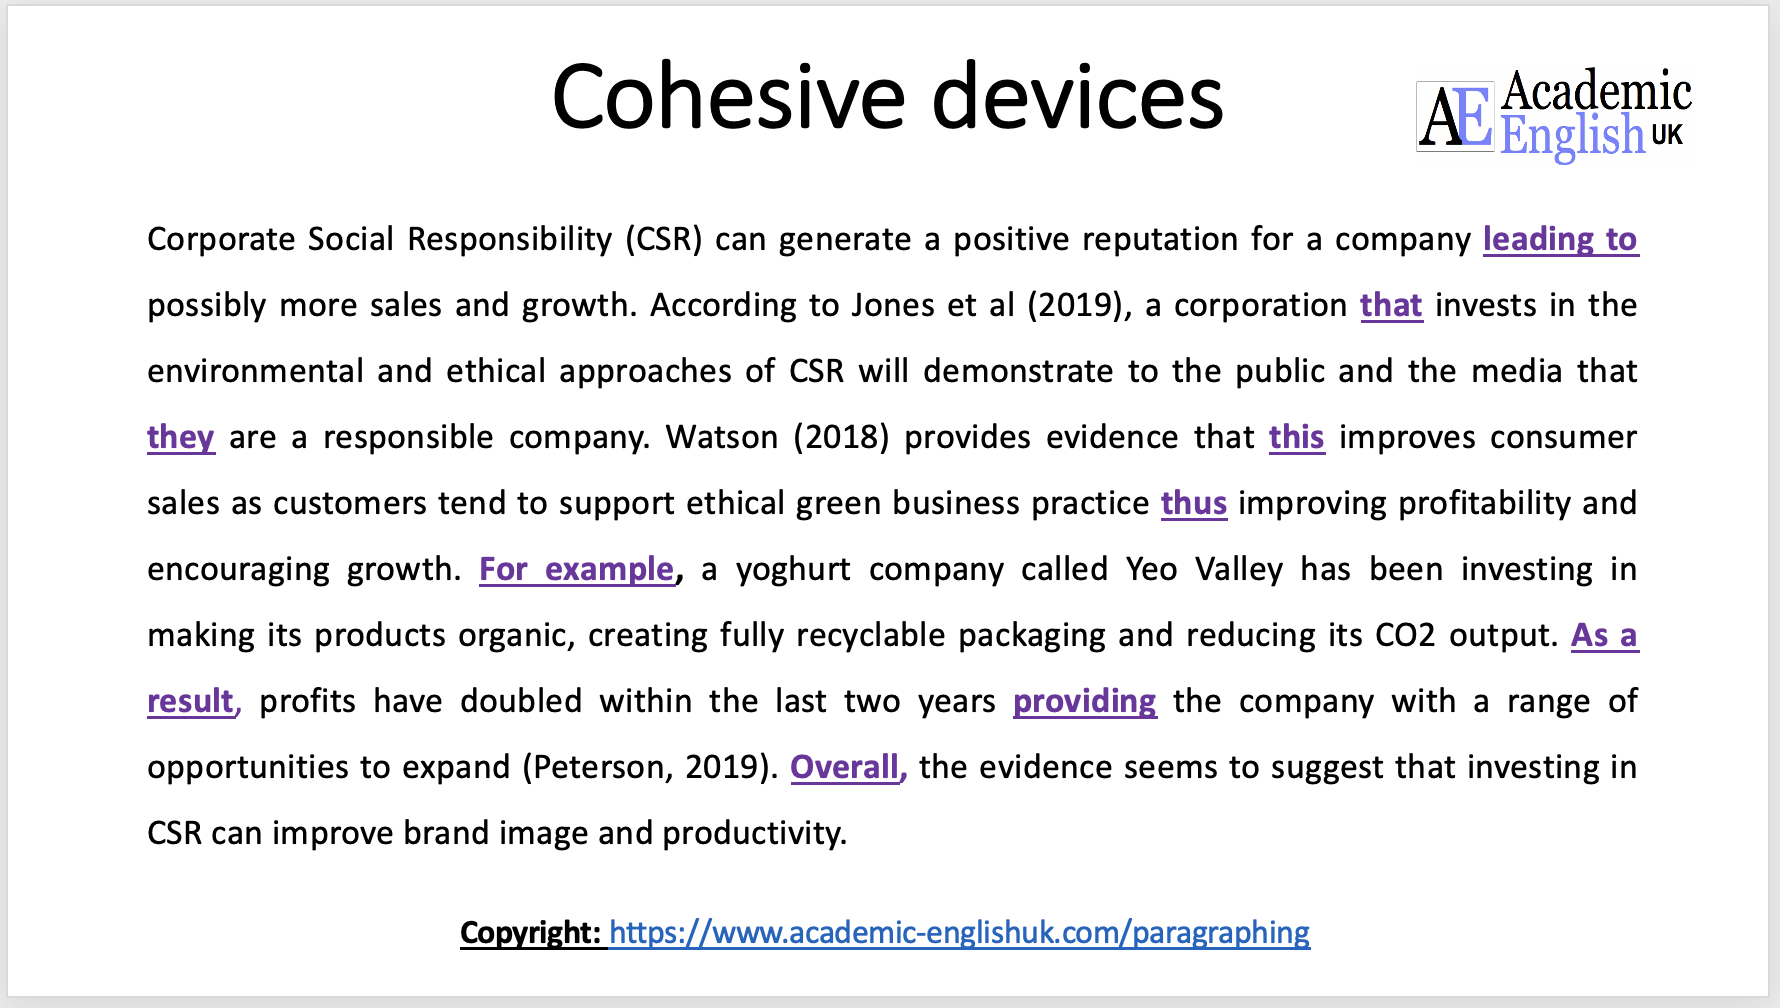 Cohesive devices
AE Academic
English UK
Corporate Social Responsibility (CSR) can generate a positive reputation for a company leading to
possibly more sales and growth. According to Jones et al (2019), a corporation that invests in the
environmental and ethical approaches of CSR will demonstrate to the public and the media that
they are a responsible company. Watson (2018) provides evidence that this improves consumer
sales as customers tend to support ethical green business practice thus improving profitability and
encouraging growth. For example, a yoghurt company called Yeo Valley has been investing in
making its products organic, creating fully recyclable packaging and reducing its CO2 output. As a
result, profits have doubled within the last two years providing the company with a range of
opportunities to expand (Peterson, 2019). Overall, the evidence seems to suggest that investing in
CSR can improve brand image and productivity.
Copyright: https://www.academic-englishuk.com/paragraphing